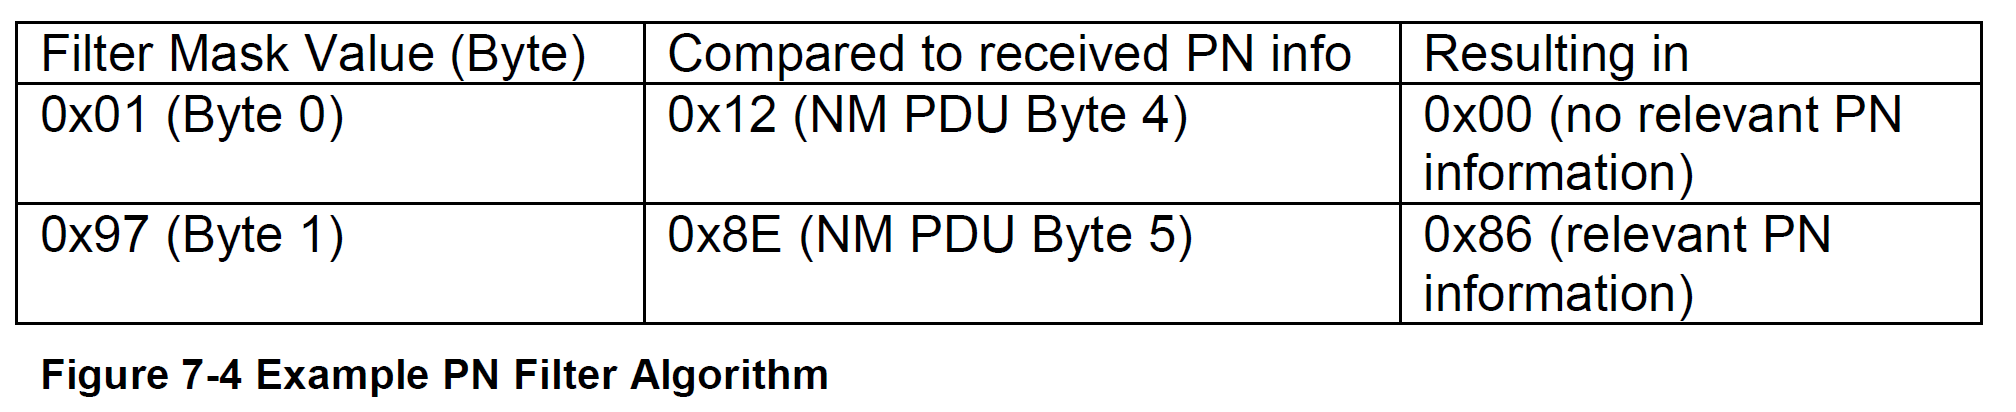 Filter Mask Value (Byte) Compared to received PN info Resulting in
0x01 (Byte 0) 0x12 (NM PDU Byte 4) 0x00 (no relevant PN
information)
0x97 (Byte 1) 0x8E (NM PDU Byte 5) 0x86 (relevant PN
information)
Figure 7-4 Example PN Filter Algorithm